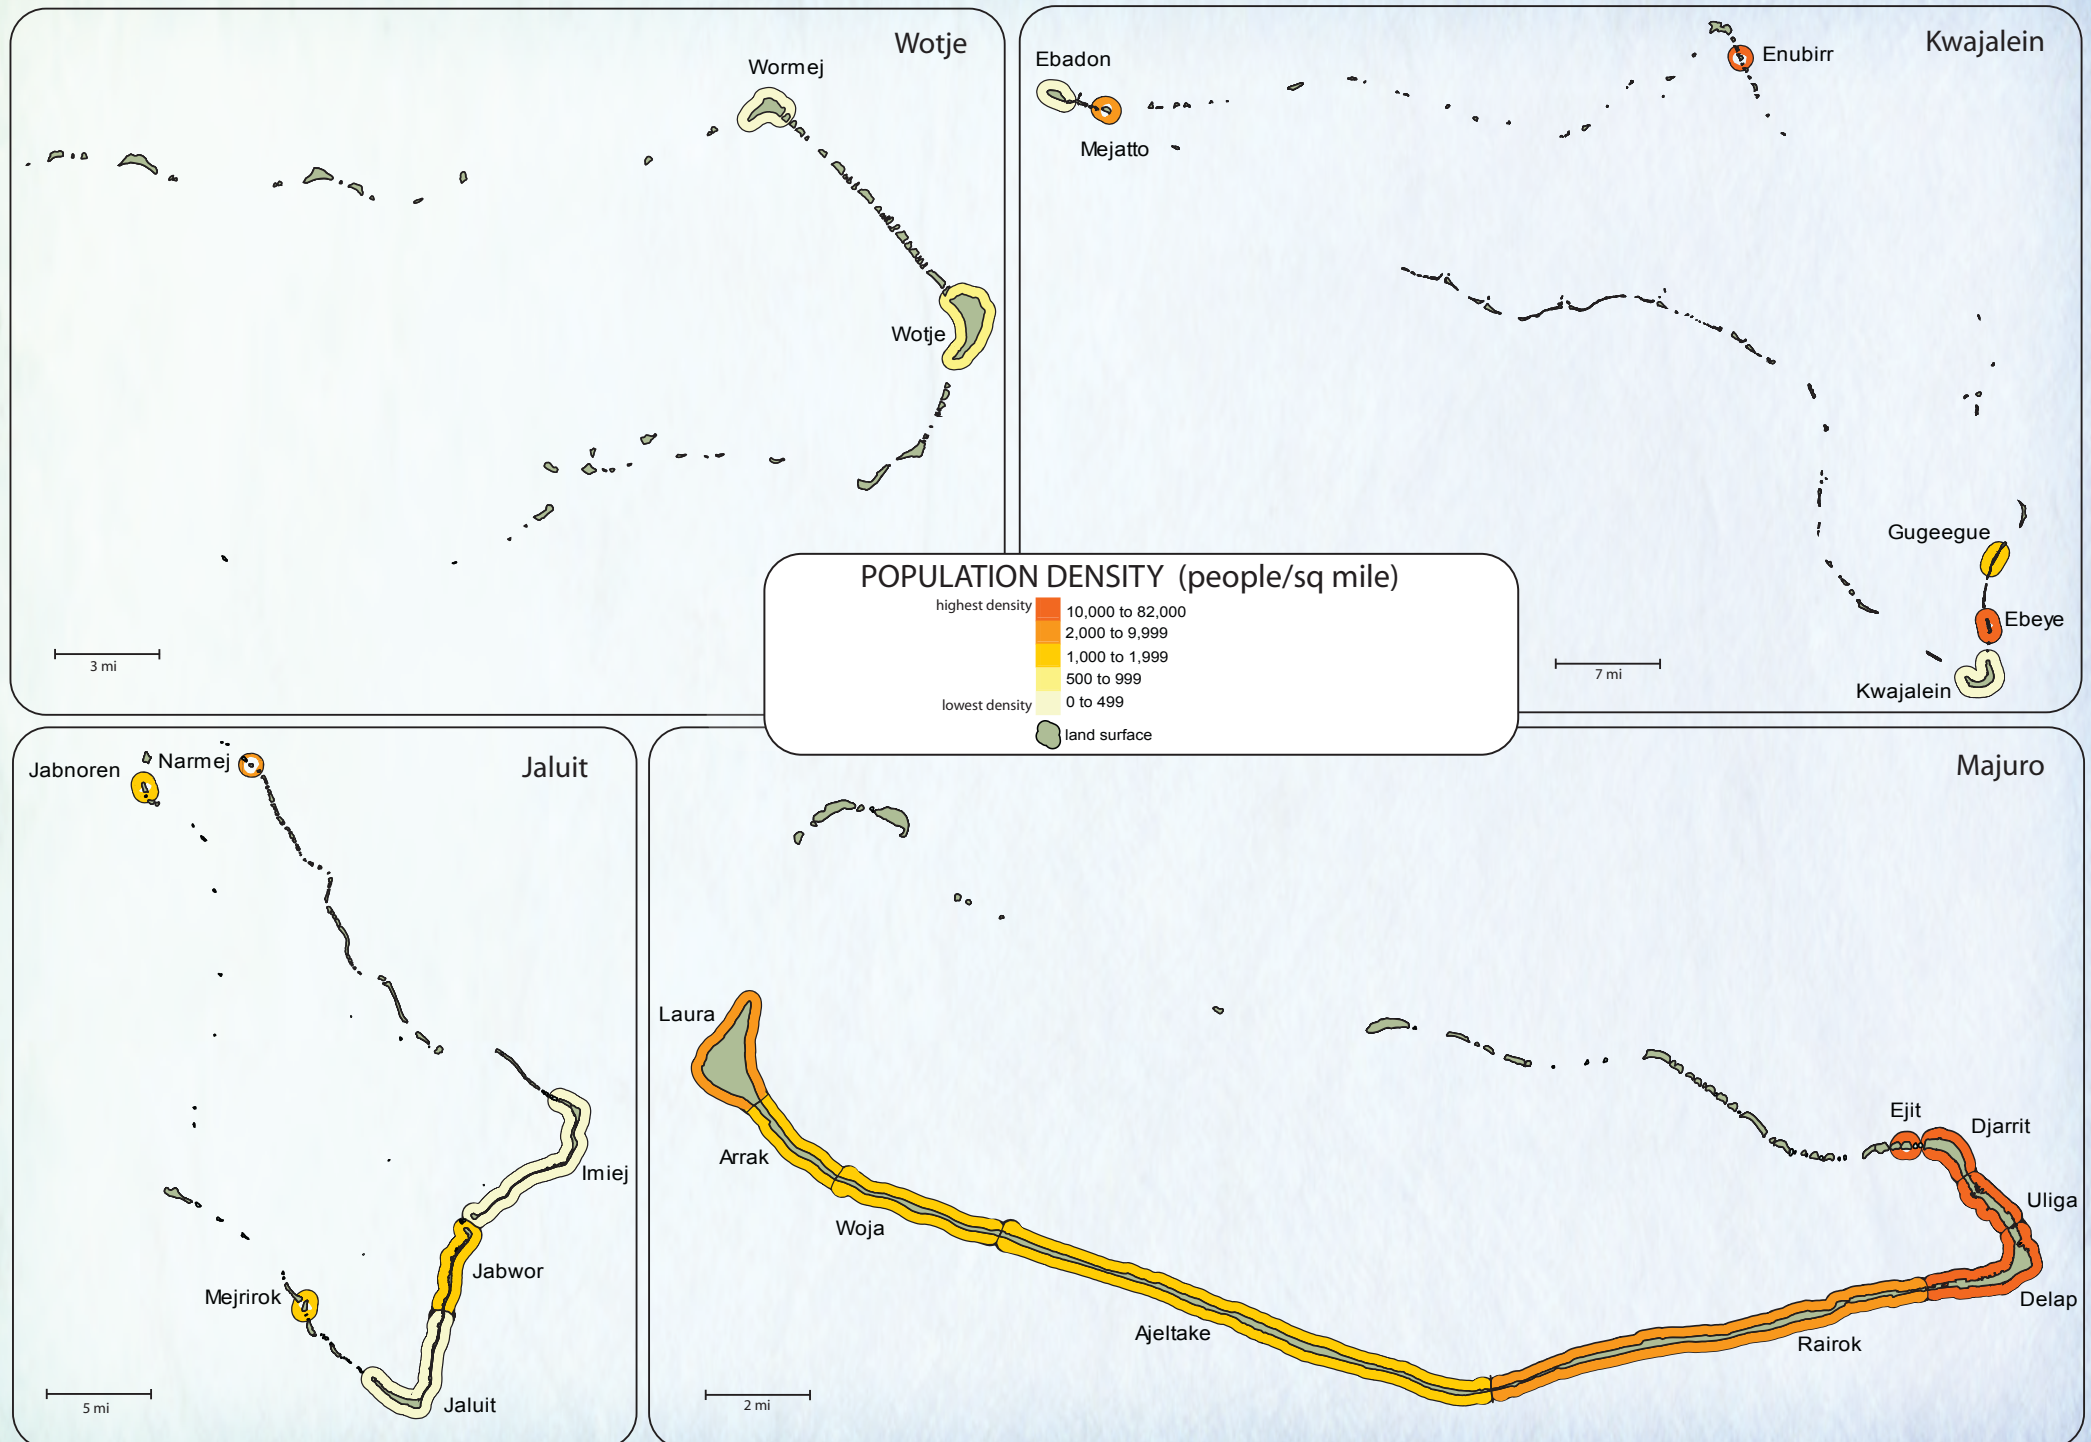 Wotje
Wormej
Wotje
3 mi
Kwajalein
Ebadon
Mejatto
Enubirr
Gugeegue
Ebeye
Kwajalein
7 mi
POPULATION DENSITY (people/sq mile)
highest density
10,000 to 82,000
2,000 to 9,999
1,000 to 1,999
500 to 999
lowest density
0 to 499
land surface
Jaluit
Jabnoren
Narmej
Imiej
Jabwor
Mejrirok
Jaluit
5 mi
Majuro
Laura
Arrak
Woja
Ajeltake
Rairok
Ejit
Djarrit
Uliga
Delap
2 mi